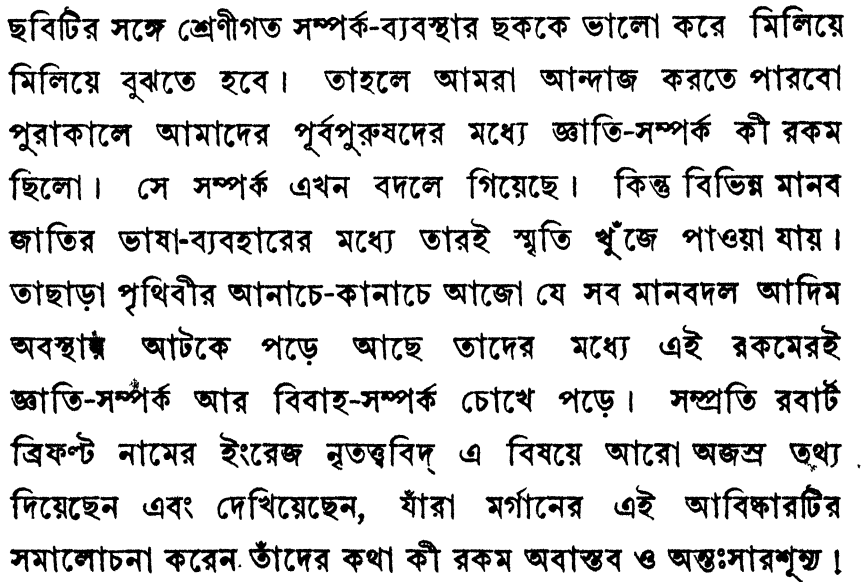 ছবিটির সঙ্গে শ্রেণীগত সম্পর্ক-ব্যবস্থার ছককে ভালো করে মিলিয়ে
মিলিয়ে বুঝতে হবে। তাহলে আমরা আন্দাজ করতে পারবো
পুরাকালে আমাদের পূর্বপুরুষদের মধ্যে জ্ঞাতি-সম্পর্ক কী রকম
ছিলো। সে সম্পর্ক এখন বদলে গিয়েছে। কিন্তু বিভিন্ন মানব
জাতির ভাষা-ব্যবহারের মধ্যে তারই স্মৃতি খুঁজে পাওয়া যায়।
তাছাড়া পৃথিবীর আনাচে-কানাচে আজো যে সব মানবদল আদিম
অবস্থায় আটকে পড়ে আছে তাদের মধ্যে এই রকমেরই
জ্ঞাতি-সম্পর্ক আর বিবাহ-সম্পর্ক চোখে পড়ে। সম্প্রতি রবার্ট
ব্রিফল্ট নামের ইংরেজ নৃতত্ত্ববিদ্ এ বিষয়ে আরো অজস্র তথ্য
দিয়েছেন এবং দেখিয়েছেন, যাঁরা মর্গানের এই আবিষ্কারটির
সমালোচনা করেন তাঁদের কথা কী রকম অবাস্তব ও অন্তঃসারশূন্য!